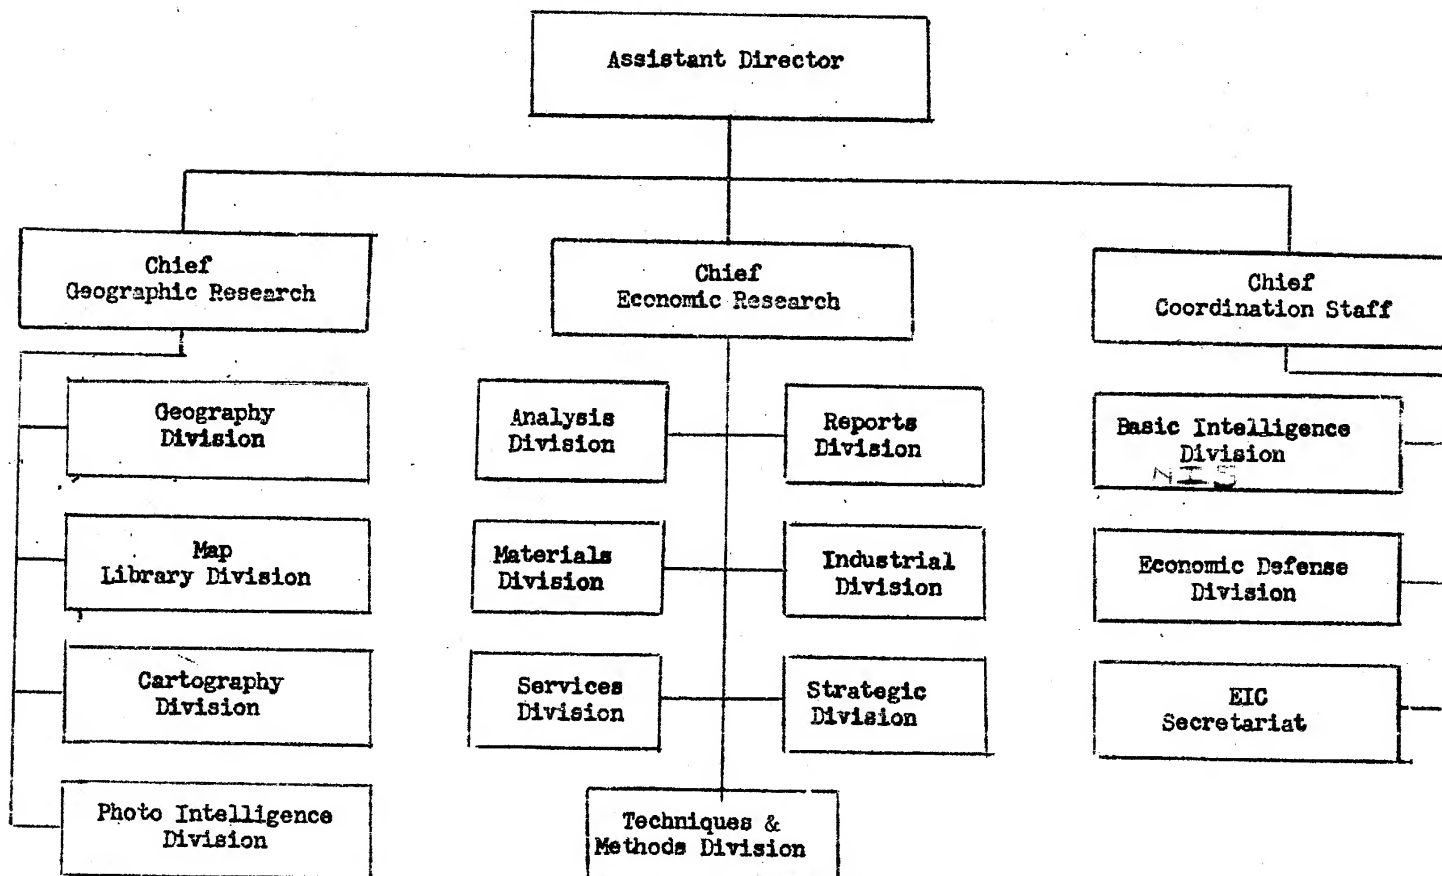 Assistant Director
Chief
Geographic Research
Chief
Economic Research
Chief
Coordination Staff
Geography
Division
Map
Library Division
Cartography
Division
Photo Intelligence
Division
Analysis
Division
Reports
Division
Materials
Division
Industrial
Division
Services
Division
Strategic
Division
Techniques &
Methods Division
Basic Intelligence
Division
NIS
Economic Defense
Division
EIC
Secretariat